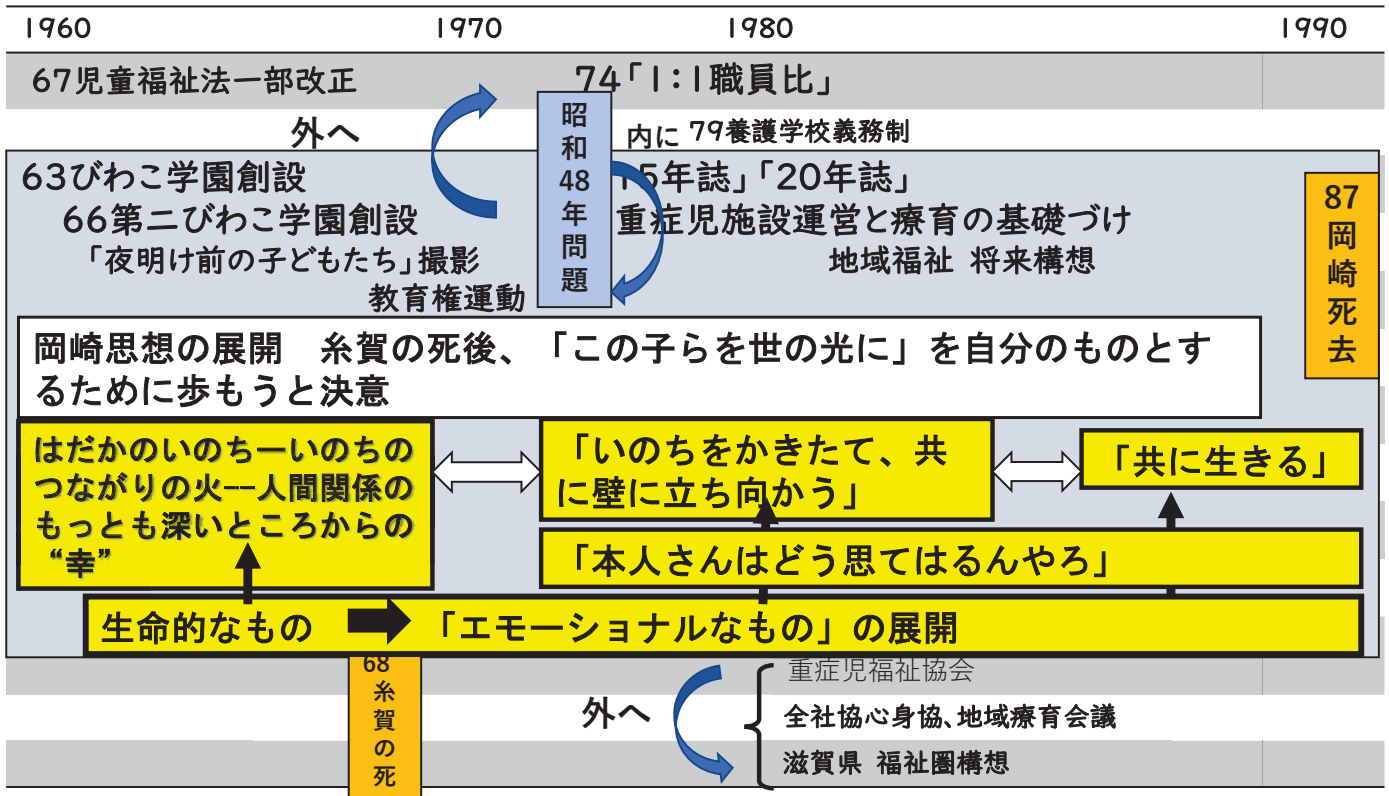 1960
1970
1980
1990
67児童福祉法一部改正
74「1:1職員比」
外へ
昭和48年問題
内に
79養護学校義務制
63びわこ学園創設
15年誌」「20年誌」
66第二びわこ学園創設
重症児施設運営と療育の基礎づけ
「夜明け前の子どもたち」撮影
地域福祉 将来構想
教育権運動
87岡崎死去
岡崎思想の展開 糸賀の死後、「この子らを世の光に」を自分のものとす
るために歩もうと決意
はだかのいのちーいのちの
つながりの火--人間関係の
もっとも深いところからの
“幸”
「いのちをかきたて、共
に壁に立ち向かう」
「共に生きる」
「本人さんはどう思てはるんやろ」
生命的なもの
「エモーショナルなもの」の展開
68糸賀の死
外へ
重症児福祉協会
全社協心身協、地域療育会議
滋賀県 福祉圏構想